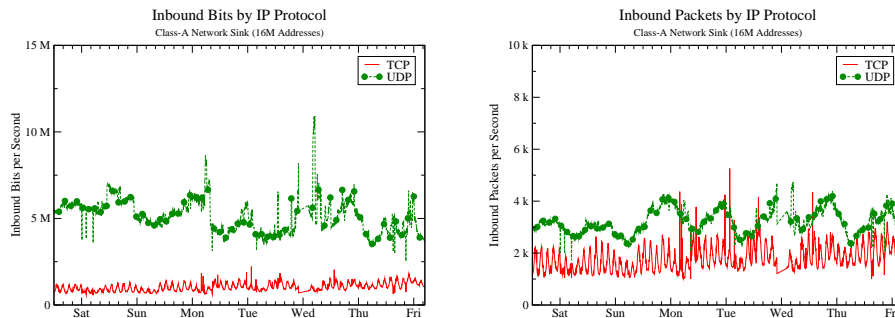 Inbound Bits by IP Protocol
Class-A Network Sink (16M Addresses)
Inbound Bits per Second
15 M
10 M
5 M
0
TCP
UDP
Sat Sun Mon Tue Wed Thu Fri
Inbound Packets by IP Protocol
Class-A Network Sink (16M Addresses)
Inbound Packets per Second
10 k
8 k
6 k
4 k
2 k
0
TCP
UDP
Sat Sun Mon Tue Wed Thu Fri